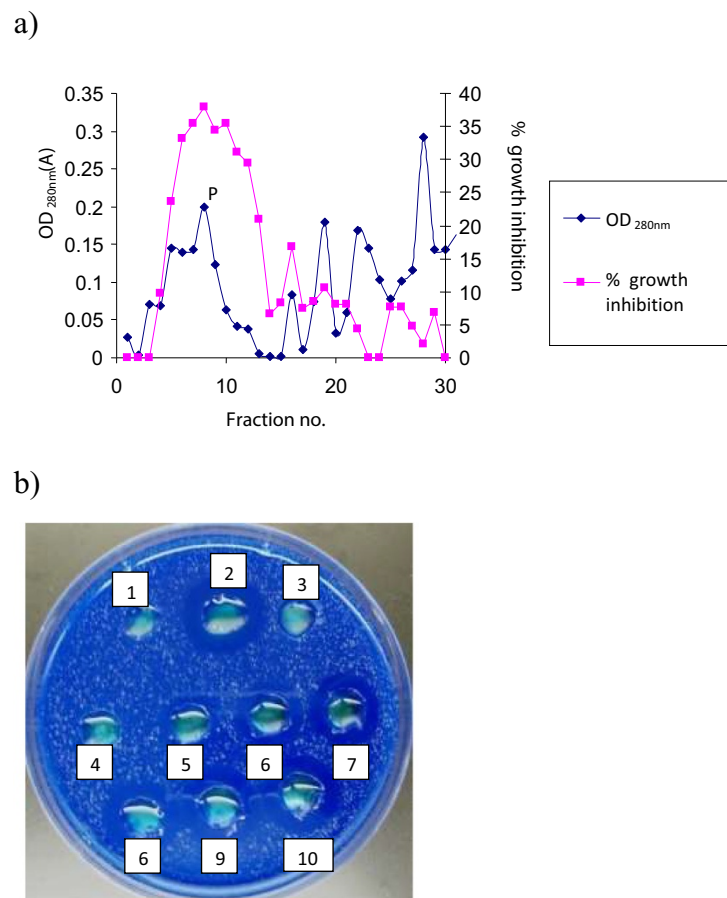 a)
0.35
0.3
0.25
0.2
0.15
0.1
0.05
0
OD 280nm(A)
P
40
35
30
25
20
15
10
5
0
% growth inhibition
0 10 20 30
Fraction no.
OD 280nm
% growth
inhibition
b)
1 2 3
4 5 6 7
6 9 10